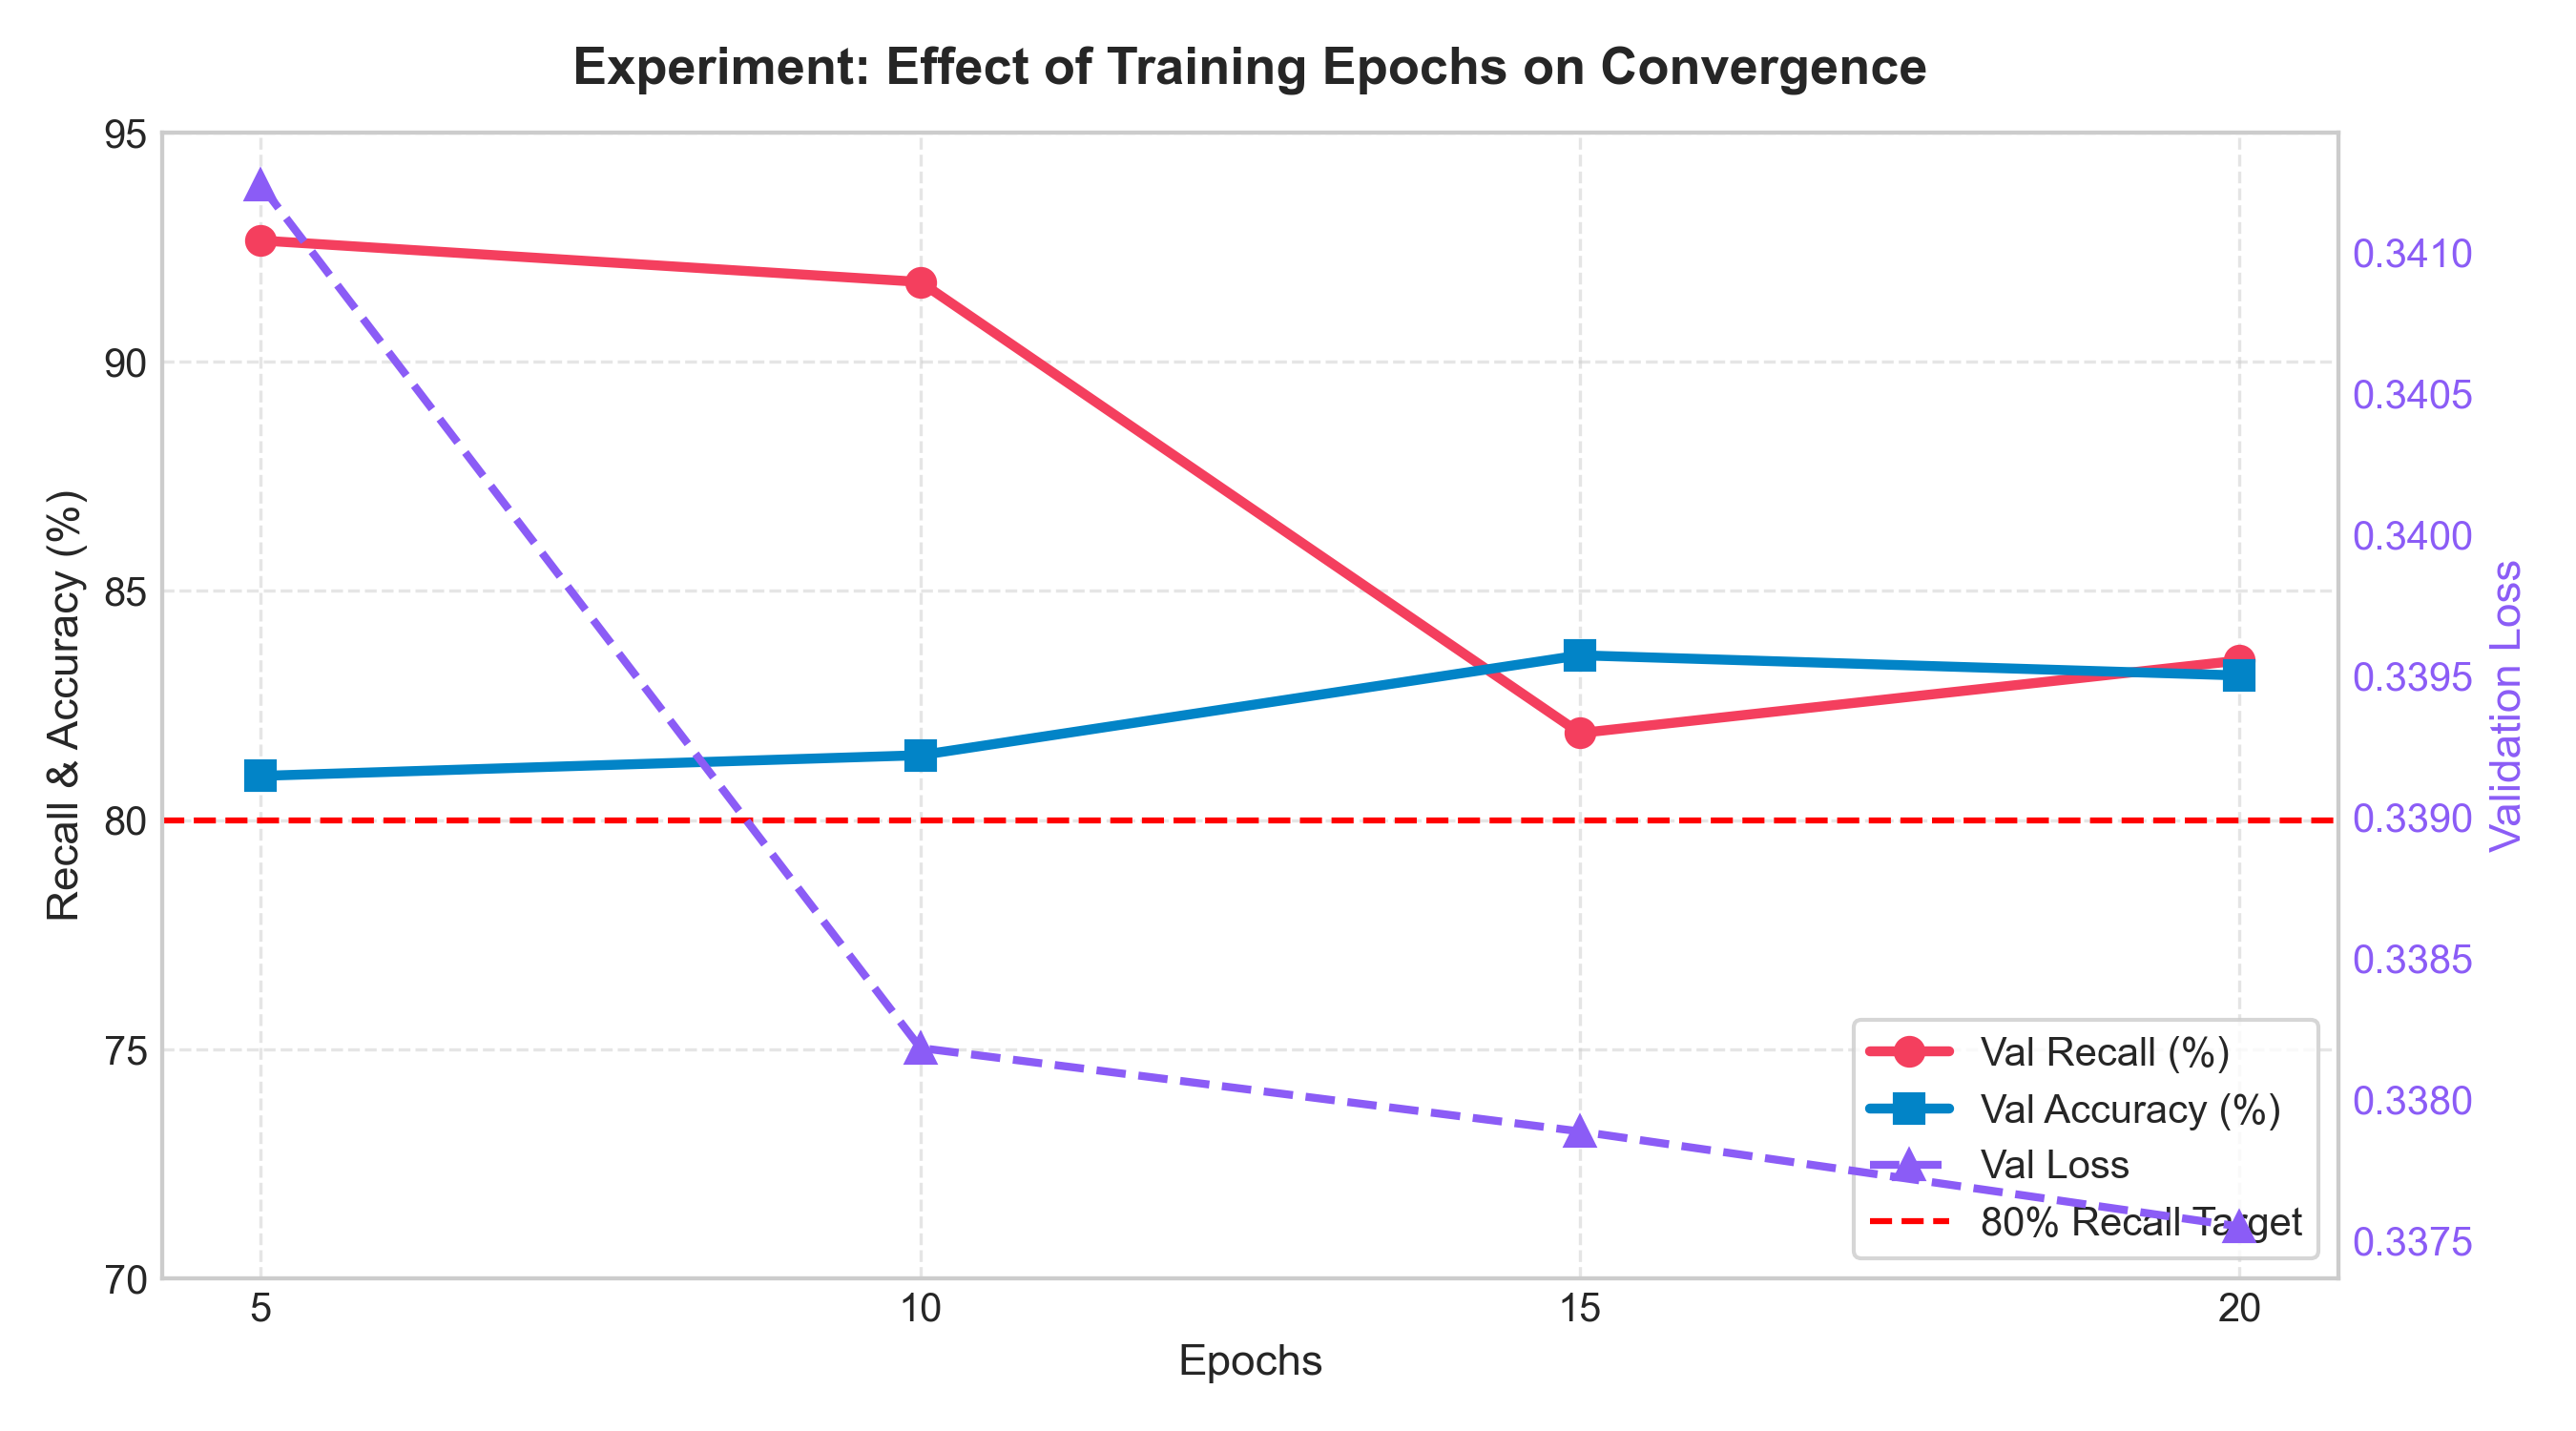 Experiment: Effect of Training Epochs on Convergence
95
90
85
80
75
70
Recall & Accuracy (%)
0.3410
0.3405
0.3400
0.3395
0.3390
0.3385
0.3380
0.3375
Validation Loss
Val Recall (%)
Val Accuracy (%)
Val Loss
80% Recall Target
5 10 15 20
Epochs